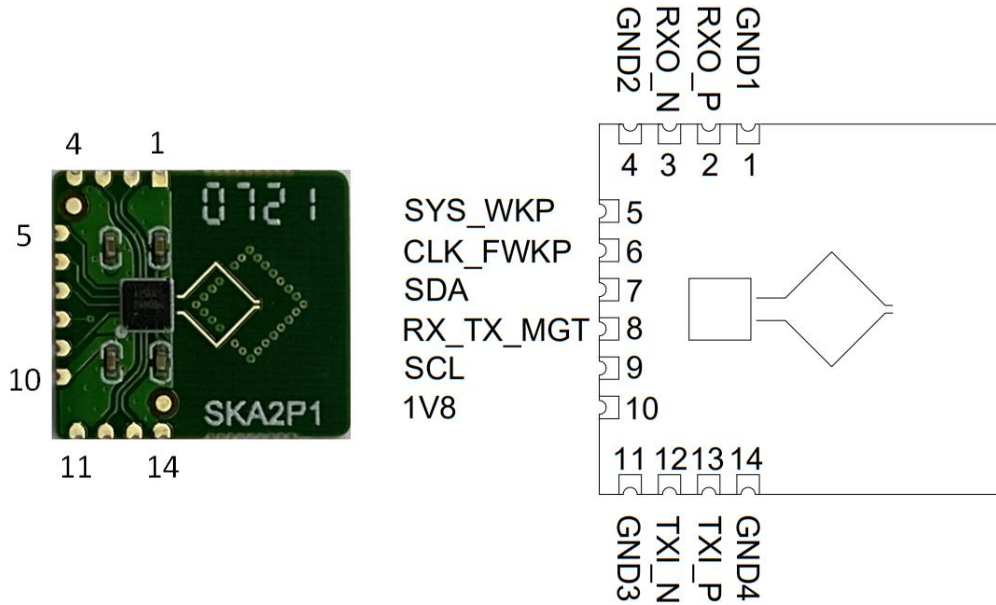 4 1
5
10
11 14
0721
SKA2P1
GND2
RXO_N
RXO_P
GND1
4 3 2 1
SYS_WKP 5
CLK_FWKP 6
SDA 7
RX_TX_MGT 8
SCL 9
1V8 10
11 12 13 14
GND3
TXI_N
TXI_P
GND4